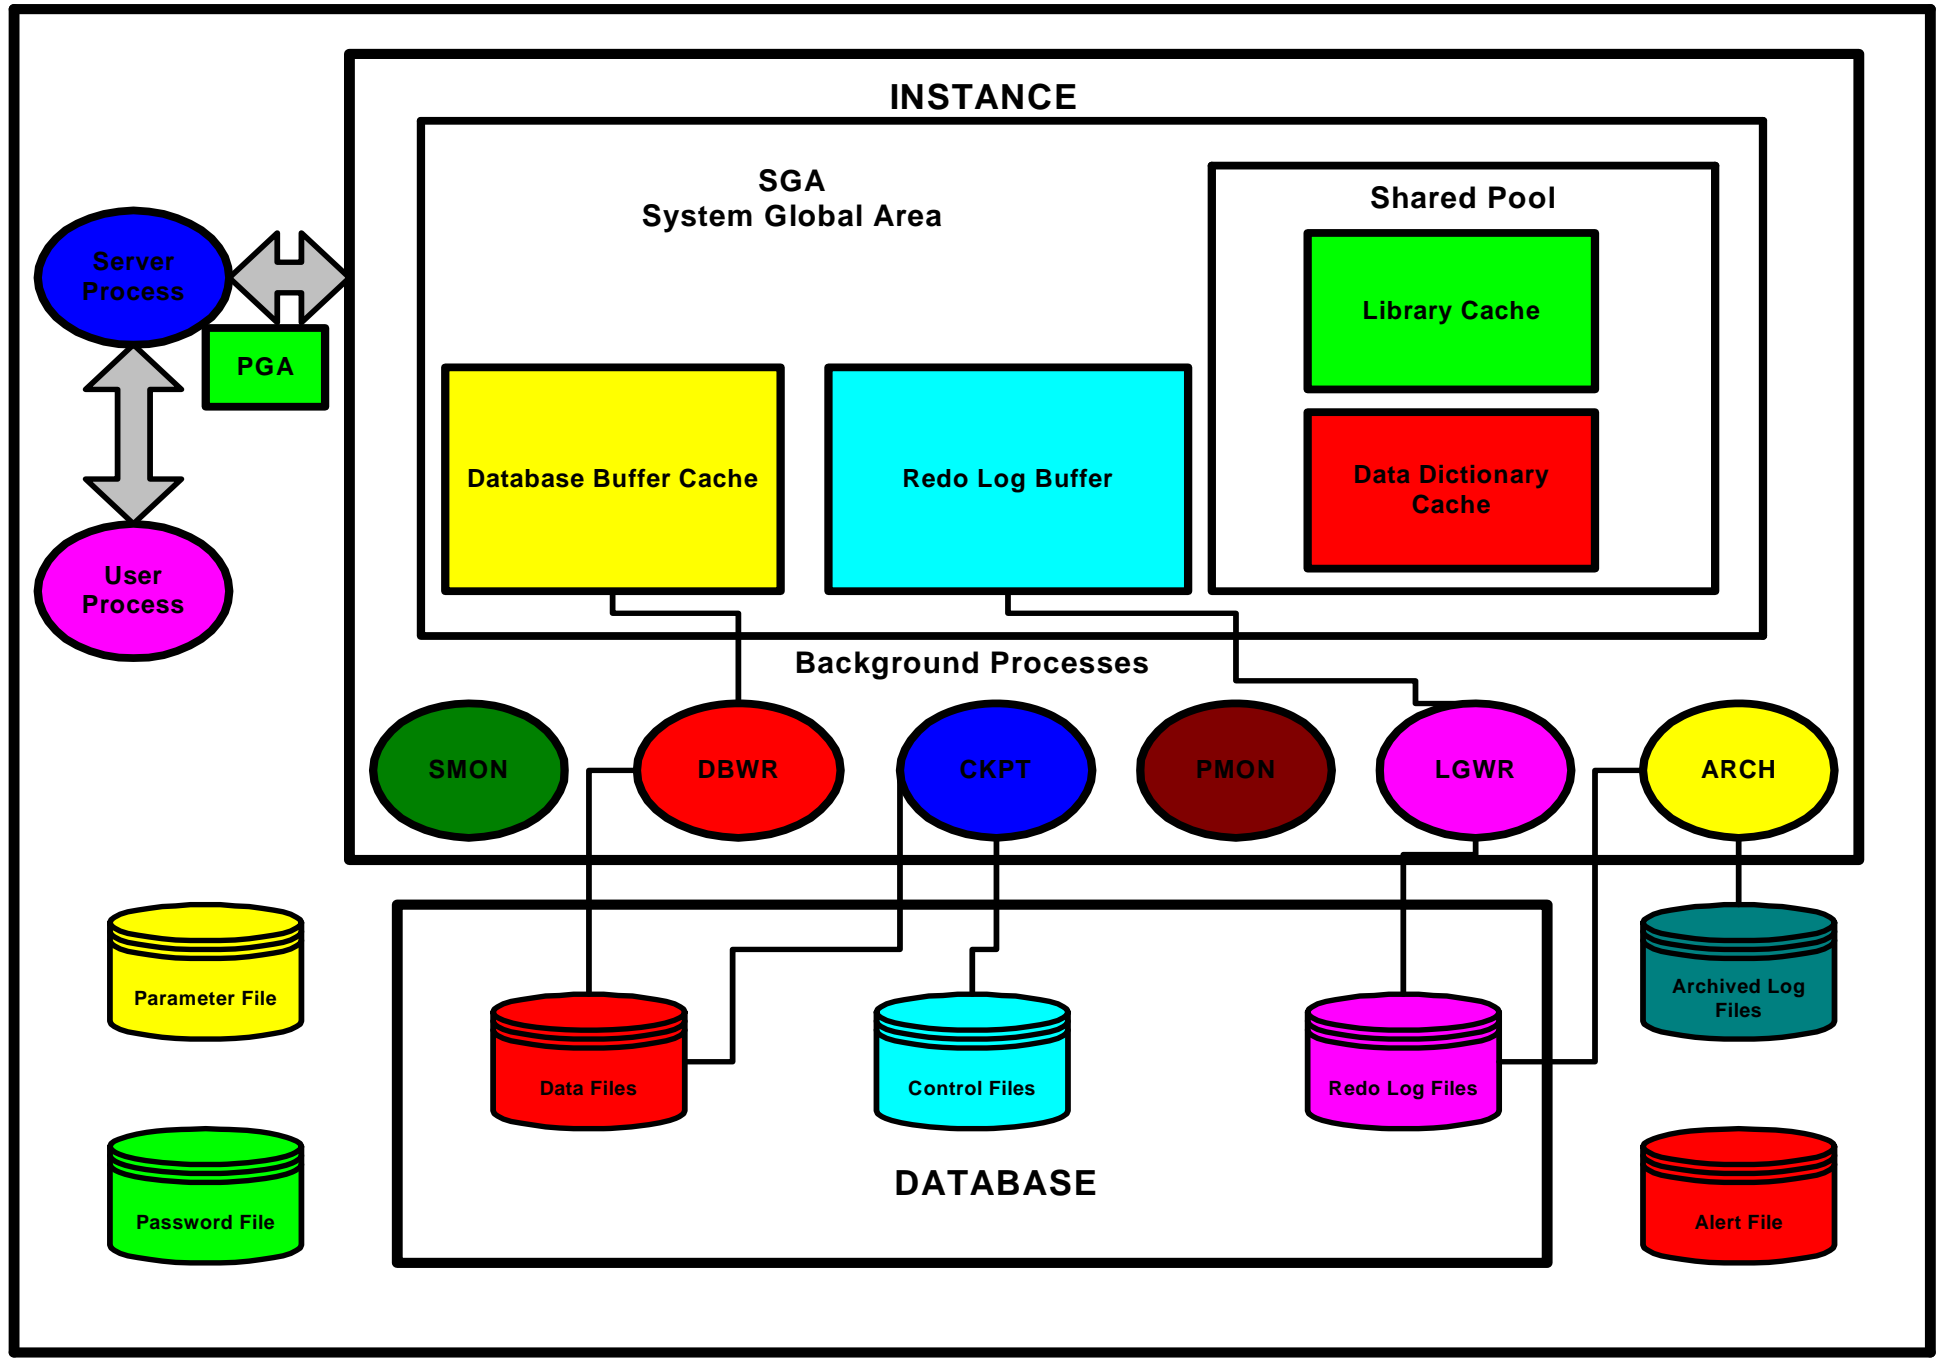 INSTANCE
SGA
System Global Area
Shared Pool
Server
Process
Library Cache
PGA
Database Buffer Cache
Redo Log Buffer
Data Dictionary
Cache
User
Process
Background Processes
SMON
DBWR
CKPT
PMON
LGWR
ARCH
Parameter File
Archived Log
Files
Data Files
Control Files
Redo Log Files
DATABASE
Password File
Alert File